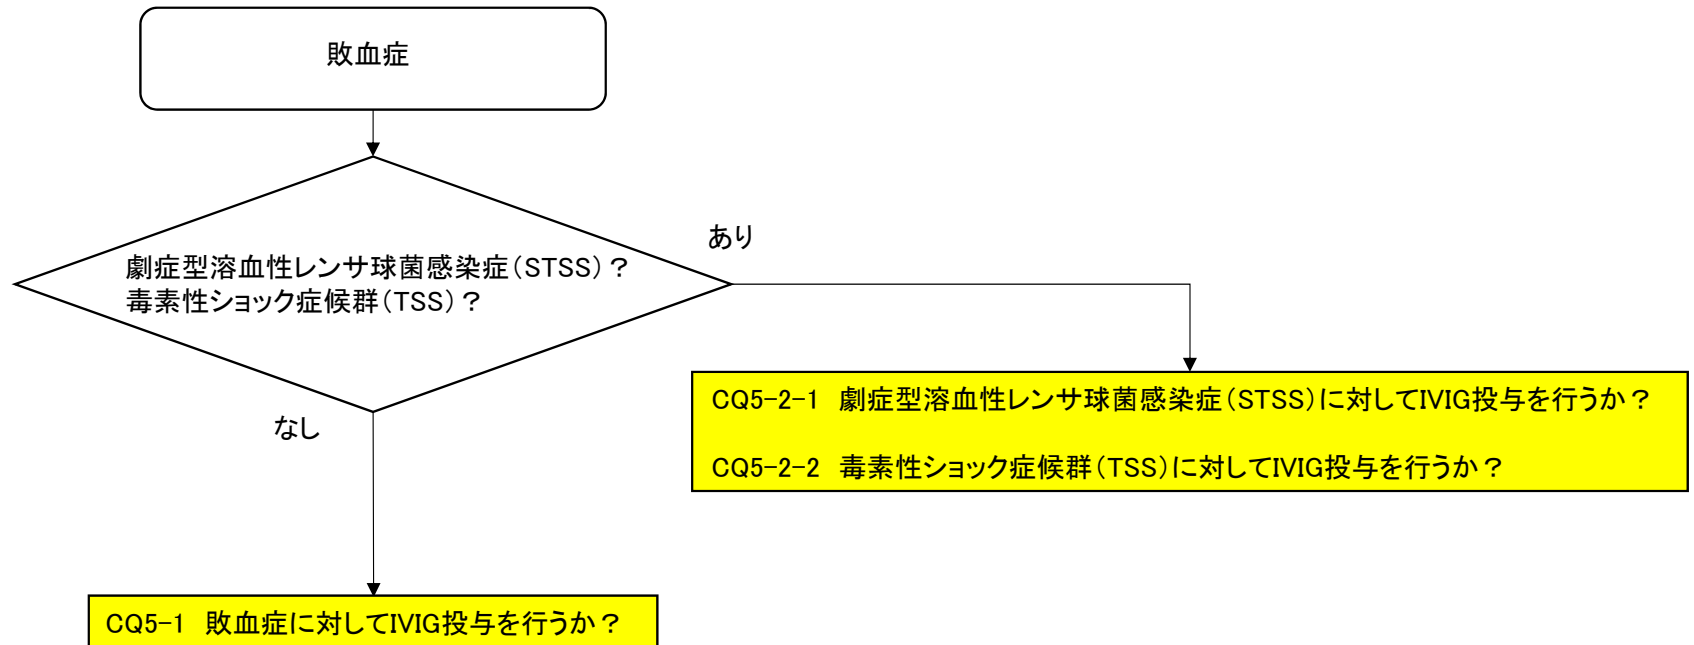 敗血症
劇症型溶血性レンサ球菌感染症(STSS)?
毒素性ショック症候群(TSS)?
あり
なし
CQ5-2-1 劇症型溶血性レンサ球菌感染症(STSS)に対してIVIG投与を行うか?
CQ5-2-2 毒素性ショック症候群(TSS)に対してIVIG投与を行うか?
CQ5-1 敗血症に対してIVIG投与を行うか?